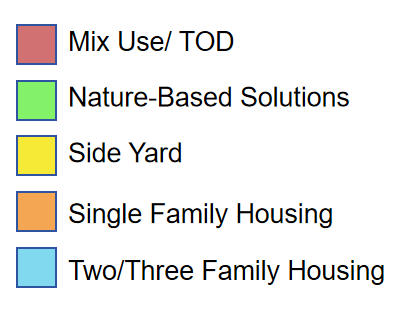 Mix Use/ TOD
Nature-Based Solutions
Side Yard
Single Family Housing
Two/Three Family Housing